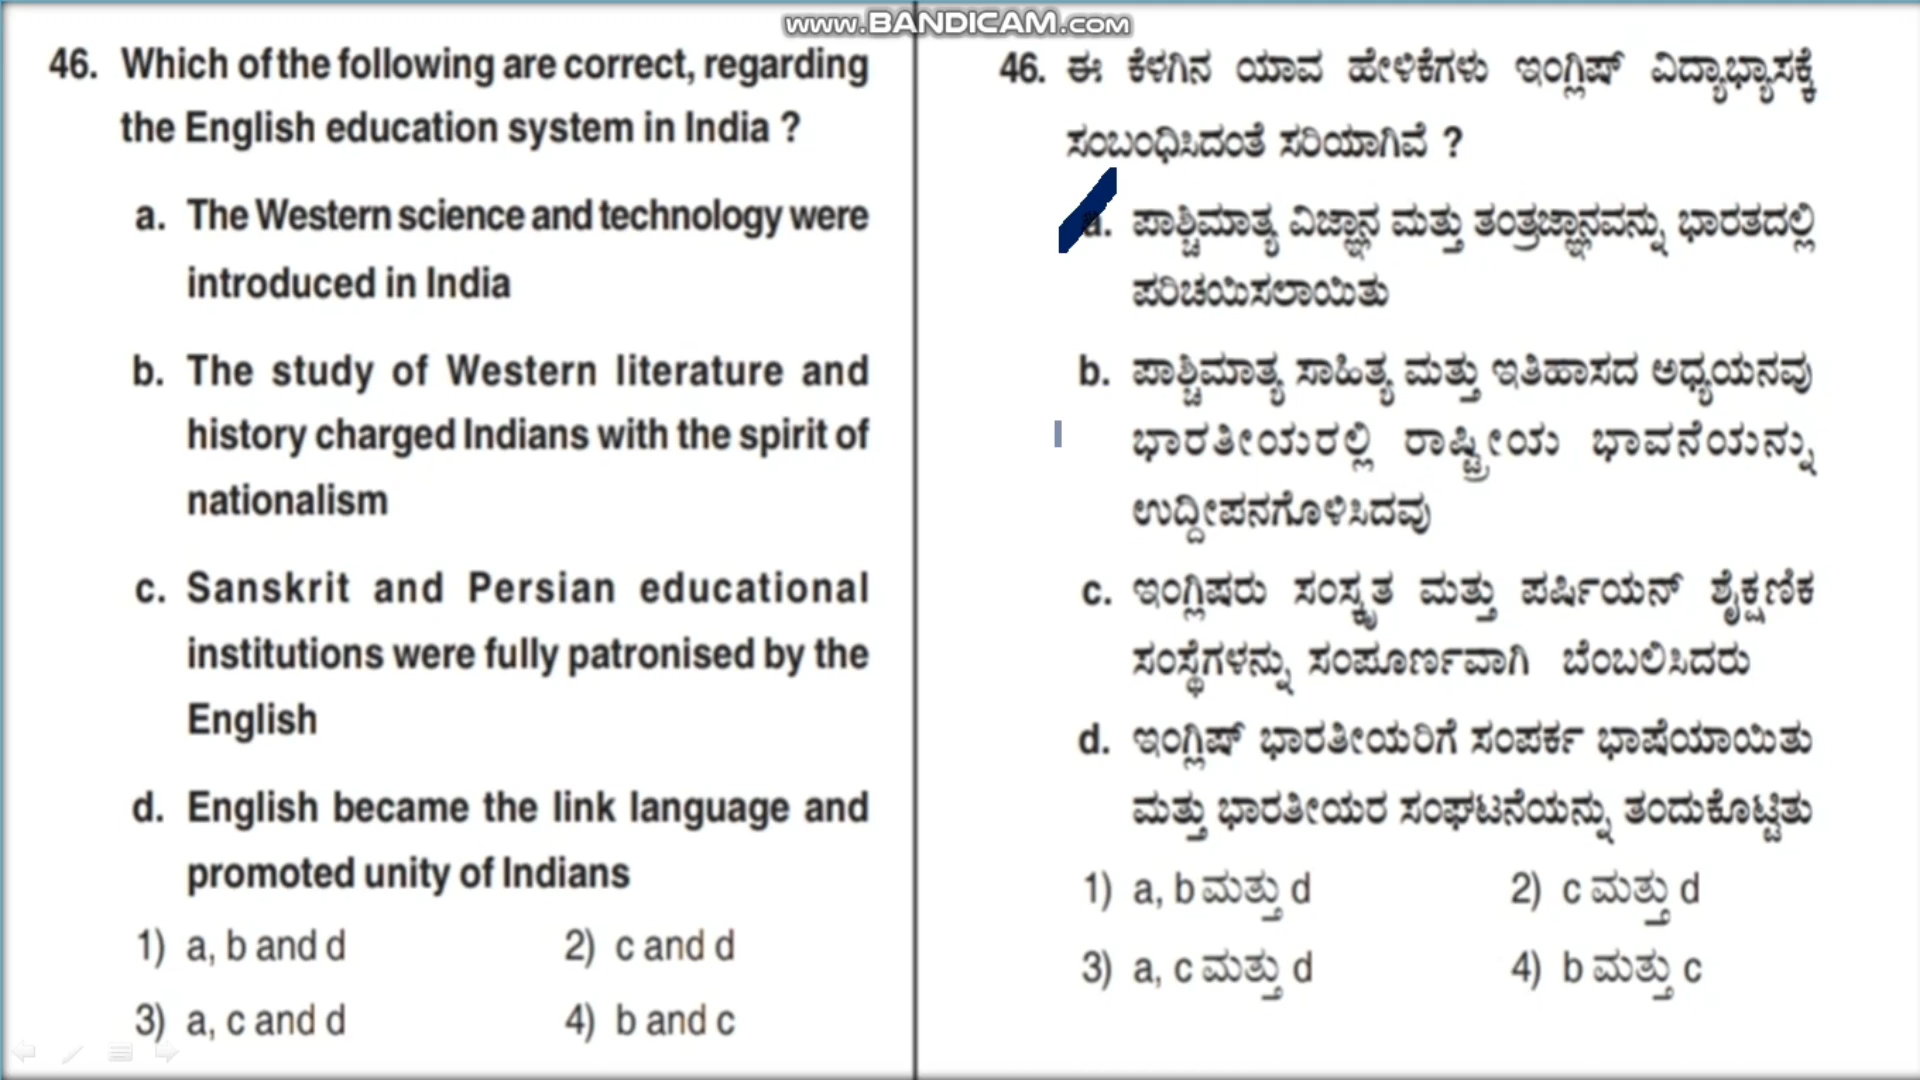 www.BANDICAM.com
46. Which of the following are correct, regarding
the English education system in India ?
a. The Western science and technology were
introduced in India
b. The study of Western literature and
history charged Indians with the spirit of
nationalism
c. Sanskrit and Persian educational
institutions were fully patronised by the
English
d. English became the link language and
promoted unity of Indians
1) a, b and d 2) c and d
3) a, c and d 4) b and c
46. ಈ ಕೆಳಗಿನ ಯಾವ ಹೇಳಿಕೆಗಳು ಇಂಗ್ಲಿಷ್ ವಿದ್ಯಾಭ್ಯಾಸಕ್ಕೆ
ಸಂಬಂಧಿಸಿದಂತೆ ಸರಿಯಾಗಿವೆ ?
a. ಪಾಶ್ಚಿಮಾತ್ಯ ವಿಜ್ಞಾನ ಮತ್ತು ತಂತ್ರಜ್ಞಾನವನ್ನು ಭಾರತದಲ್ಲಿ
ಪರಿಚಯಿಸಲಾಯಿತು
b. ಪಾಶ್ಚಿಮಾತ್ಯ ಸಾಹಿತ್ಯ ಮತ್ತು ಇತಿಹಾಸದ ಅಧ್ಯಯನವು
ಭಾರತೀಯರಲ್ಲಿ ರಾಷ್ಟ್ರೀಯ ಭಾವನೆಯನ್ನು
ಉದ್ದೀಪನಗೊಳಿಸಿದವು
c. ಇಂಗ್ಲಿಷರು ಸಂಸ್ಕೃತ ಮತ್ತು ಪರ್ಷಿಯನ್ ಶೈಕ್ಷಣಿಕ
ಸಂಸ್ಥೆಗಳನ್ನು ಸಂಪೂರ್ಣವಾಗಿ ಬೆಂಬಲಿಸಿದರು
d. ಇಂಗ್ಲಿಷ್ ಭಾರತೀಯರಿಗೆ ಸಂಪರ್ಕ ಭಾಷೆಯಾಯಿತು
ಮತ್ತು ಭಾರತೀಯರ ಸಂಘಟನೆಯನ್ನು ತಂದುಕೊಟ್ಟಿತು
1) a, b ಮತ್ತು d 2) c ಮತ್ತು d
3) a, c ಮತ್ತು d 4) b ಮತ್ತು c